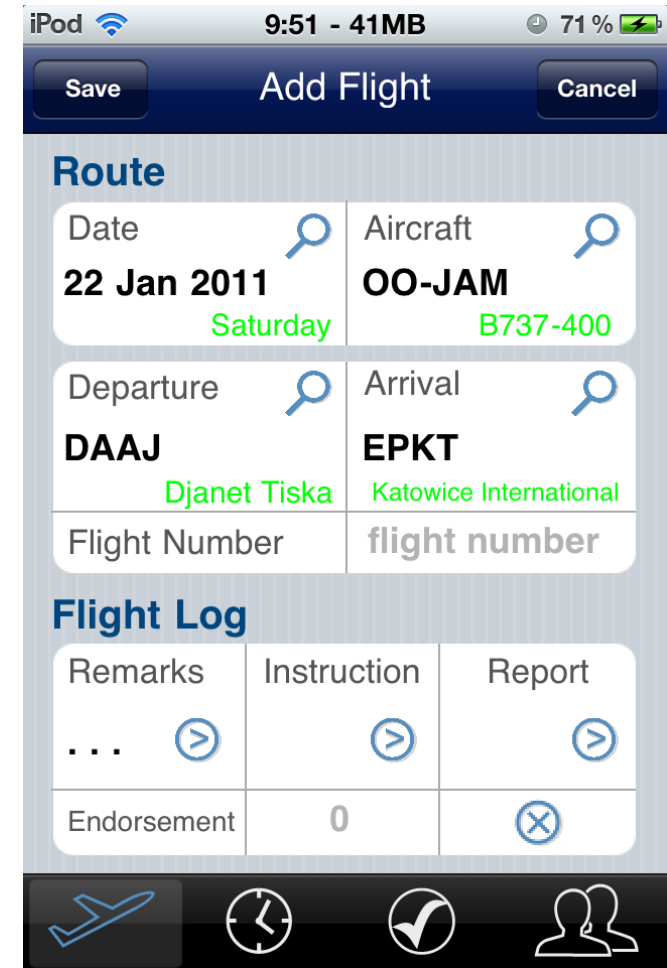 iPod 9:51 - 41MB 71 %
Save Add Flight Cancel
Route
Date Aircraft
22 Jan 2011 OO-JAM
Saturday B737-400
Departure Arrival
DAAJ EPKT
Djanet Tiska Katowice International
Flight Number flight number
Flight Log
Remarks Instruction Report
. . . > > >
Endorsement 0